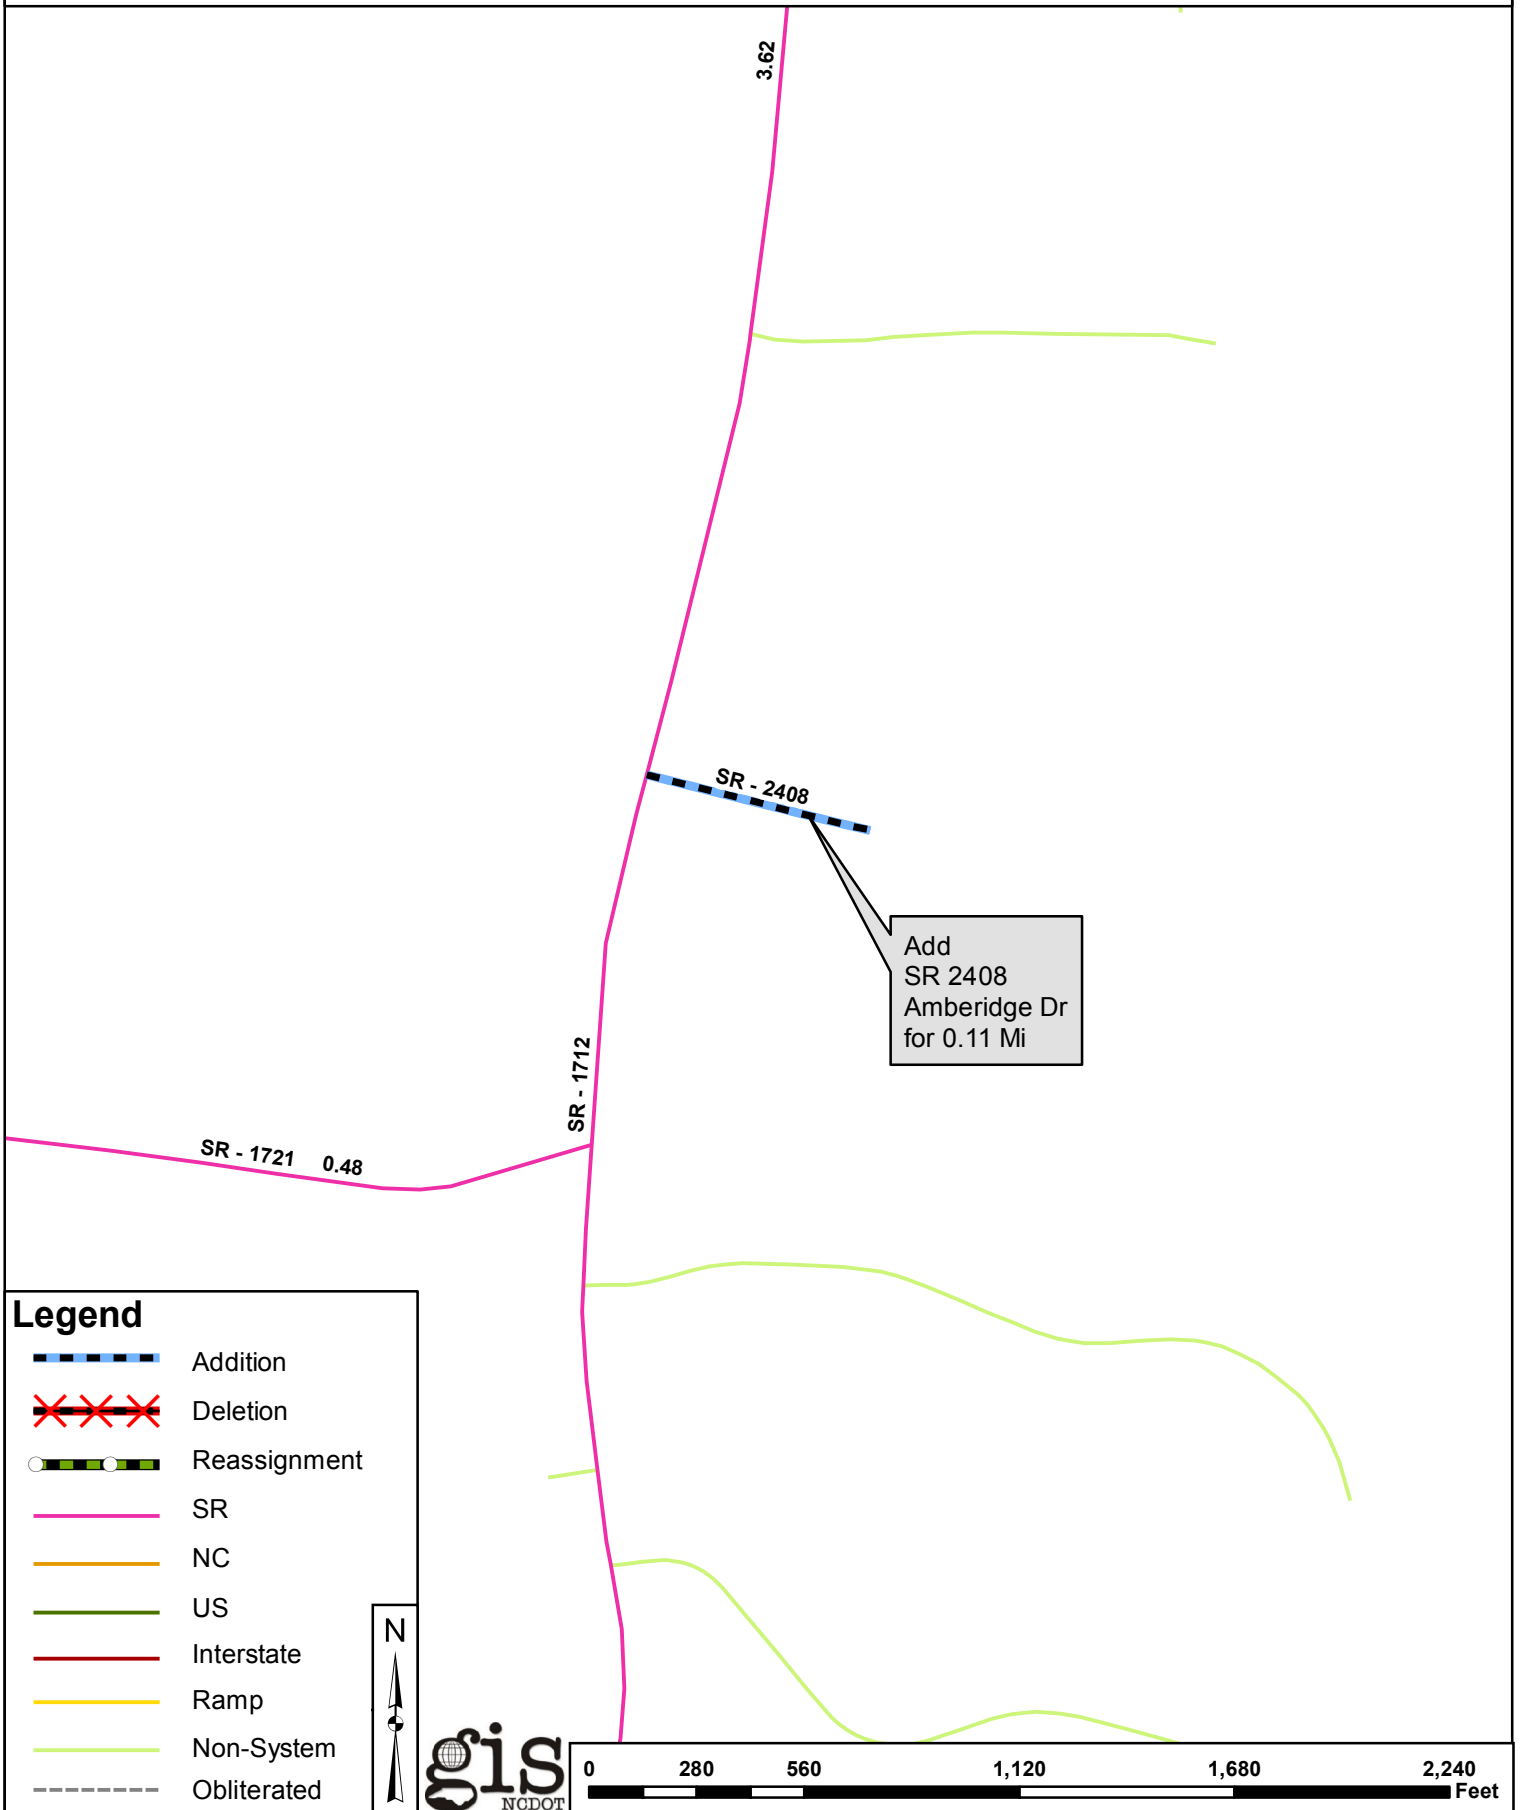 3.62
SR - 2408
Add
SR 2408
Amberidge Dr
for 0.11 Mi
SR - 1712
SR - 1721 0.48
Legend
Addition
Deletion
Reassignment
SR
NC
US
Interstate
Ramp
Non-System
Obliterated
N
gis
NCDOT
0 280 560 1,120 1,680 2,240
Feet